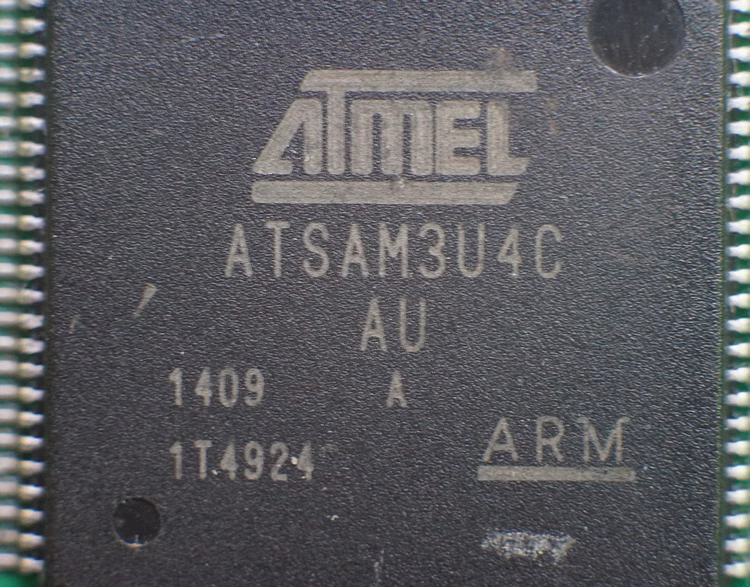 ATMEL
ATSAM3U4C
AU
1409 A
1T4924
ARM